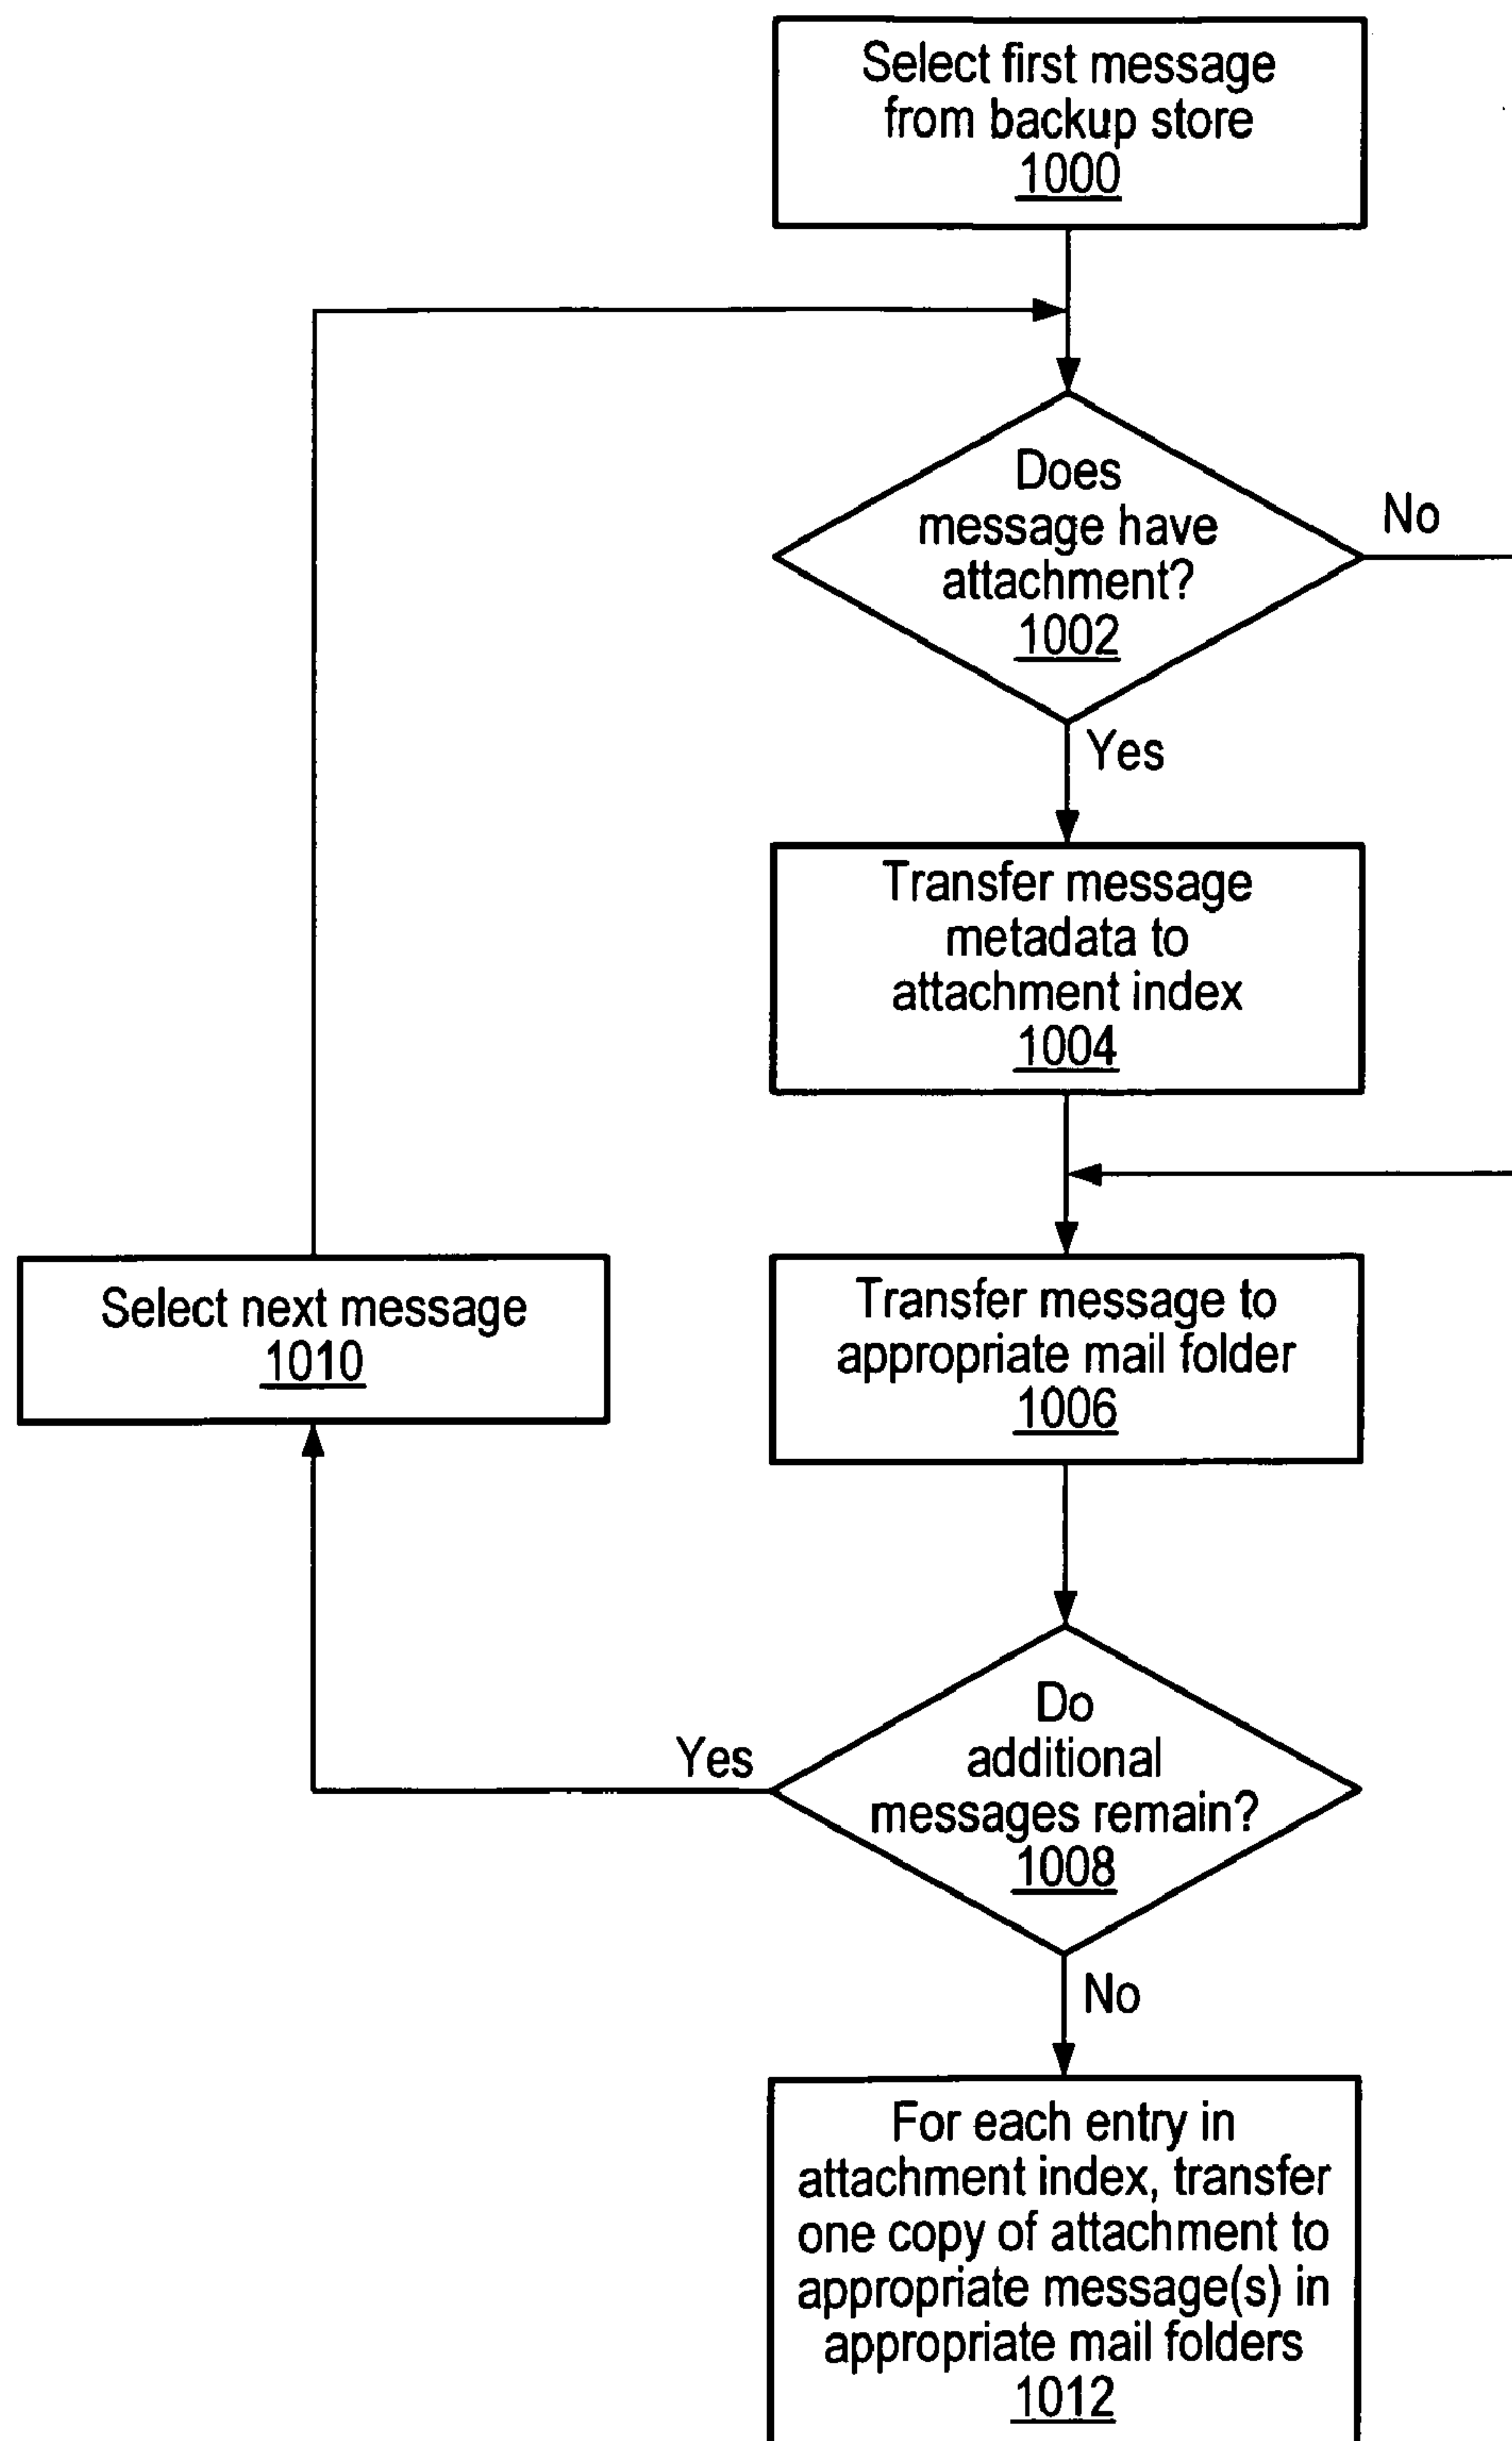 Select first message
from backup store
1000
Does
message have
attachment?
1002
No
Yes
Transfer message
metadata to
attachment index
1004
Select next message
1010
Transfer message to
appropriate mail folder
1006
Do
additional
messages remain?
1008
Yes
No
For each entry in
attachment index, transfer
one copy of attachment to
appropriate message(s) in
appropriate mail folders
1012